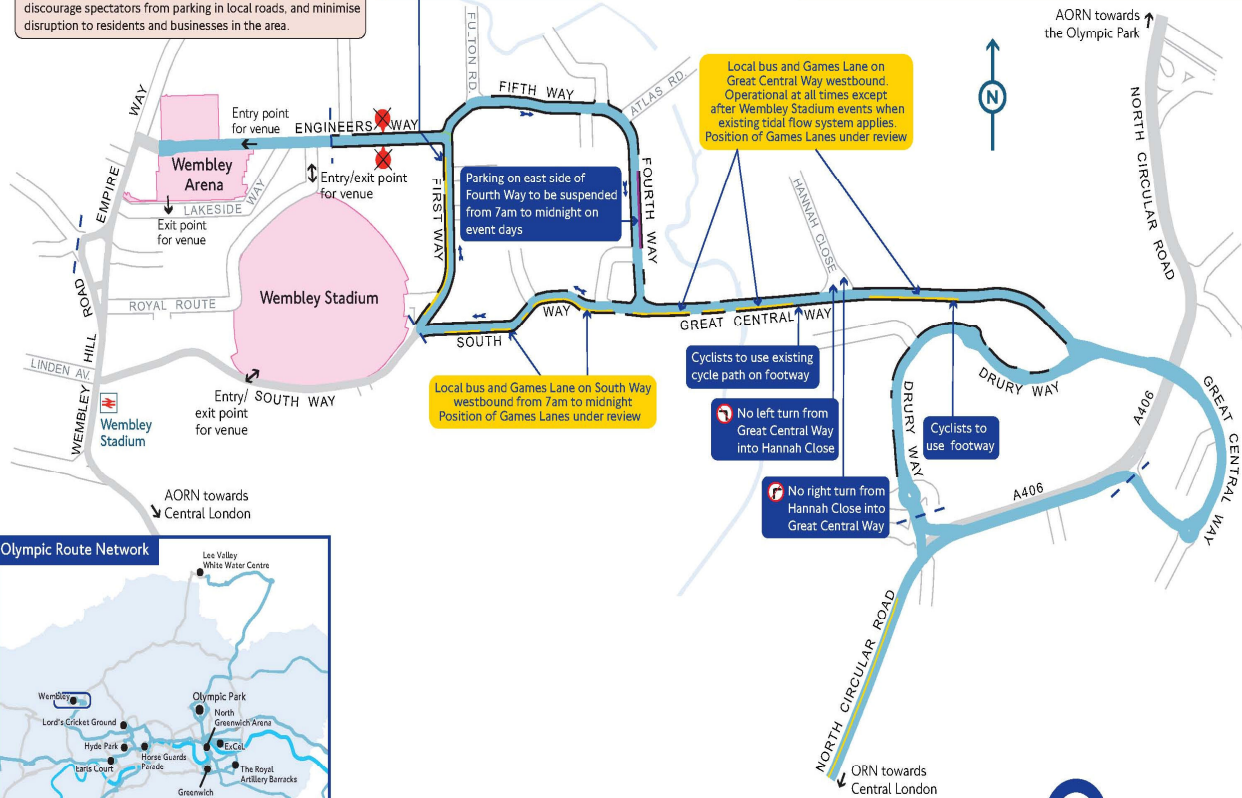 discourage spectators from parking in local roads, and minimise
disruption to residents and businesses in the area.
AORN towards
the Olympic Park
FULTON RD.
FIFTH WAY
ATLAS RD.
Local bus and Games Lane on
Great Central Way westbound.
Operational at all times except
after Wembley Stadium events when
existing tidal flow system applies.
Position of Games Lanes under review
N
NORTH CIRCULAR ROAD
EMPIRE WAY
Entry point
for venue
ENGINEERS WAY
Wembley
Arena
Entry/exit point
for venue
LAKESIDE WAY
Exit point
for venue
FIRST WAY
Parking on east side of
Fourth Way to be suspended
from 7am to midnight on
event days
FOURTH WAY
HANNAH CLOSE
ROYAL ROUTE
Wembley Stadium
SOUTH WAY
GREAT CENTRAL WAY
WEMBLEY HILL ROAD
LINDEN AV.
Wembley
Stadium
Entry/
exit point
for venue
SOUTH WAY
Local bus and Games Lane on South Way
westbound from 7am to midnight
Position of Games Lanes under review
Cyclists to use existing
cycle path on footway
No left turn from
Great Central Way
into Hannah Close
No right turn from
Hannah Close into
Great Central Way
Cyclists to
use footway
DRURY WAY
DRURY WAY
A406
A406
GREAT CENTRAL WAY
AORN towards
Central London
NORTH CIRCULAR ROAD
ORN towards
Central London
Olympic Route Network
Lee Valley
White Water Centre
Wembley
Olympic Park
Lord's Cricket Ground
North
Greenwich Arena
Hyde Park
Horse Guards
Parade
ExCeL
Earls Court
The Royal
Artillery Barracks
Greenwich